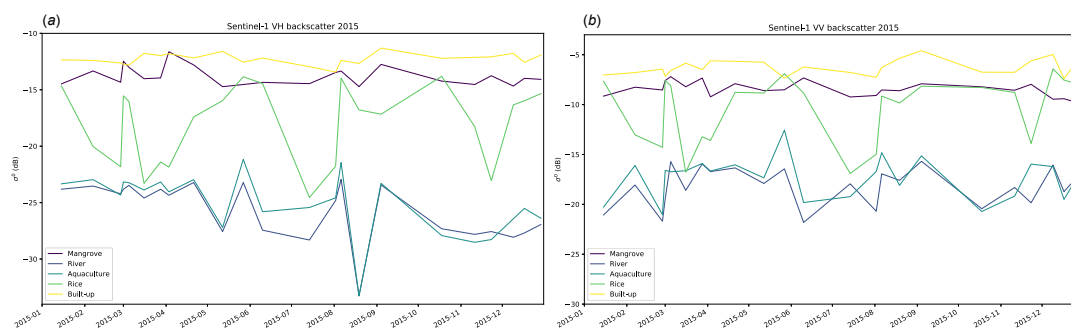 (a)
Sentinel-1 VH backscatter 2015
−10
−15
−20
−25
−30
σ⁰ (dB)
Mangrove
River
Aquaculture
Rice
Built-up
2015-01
2015-02
2015-03
2015-04
2015-05
2015-06
2015-07
2015-08
2015-09
2015-10
2015-11
2015-12
(b)
Sentinel-1 VV backscatter 2015
−5
−10
−15
−20
−25
−30
σ⁰ (dB)
Mangrove
River
Aquaculture
Rice
Built-up
2015-01
2015-02
2015-03
2015-04
2015-05
2015-06
2015-07
2015-08
2015-09
2015-10
2015-11
2015-12